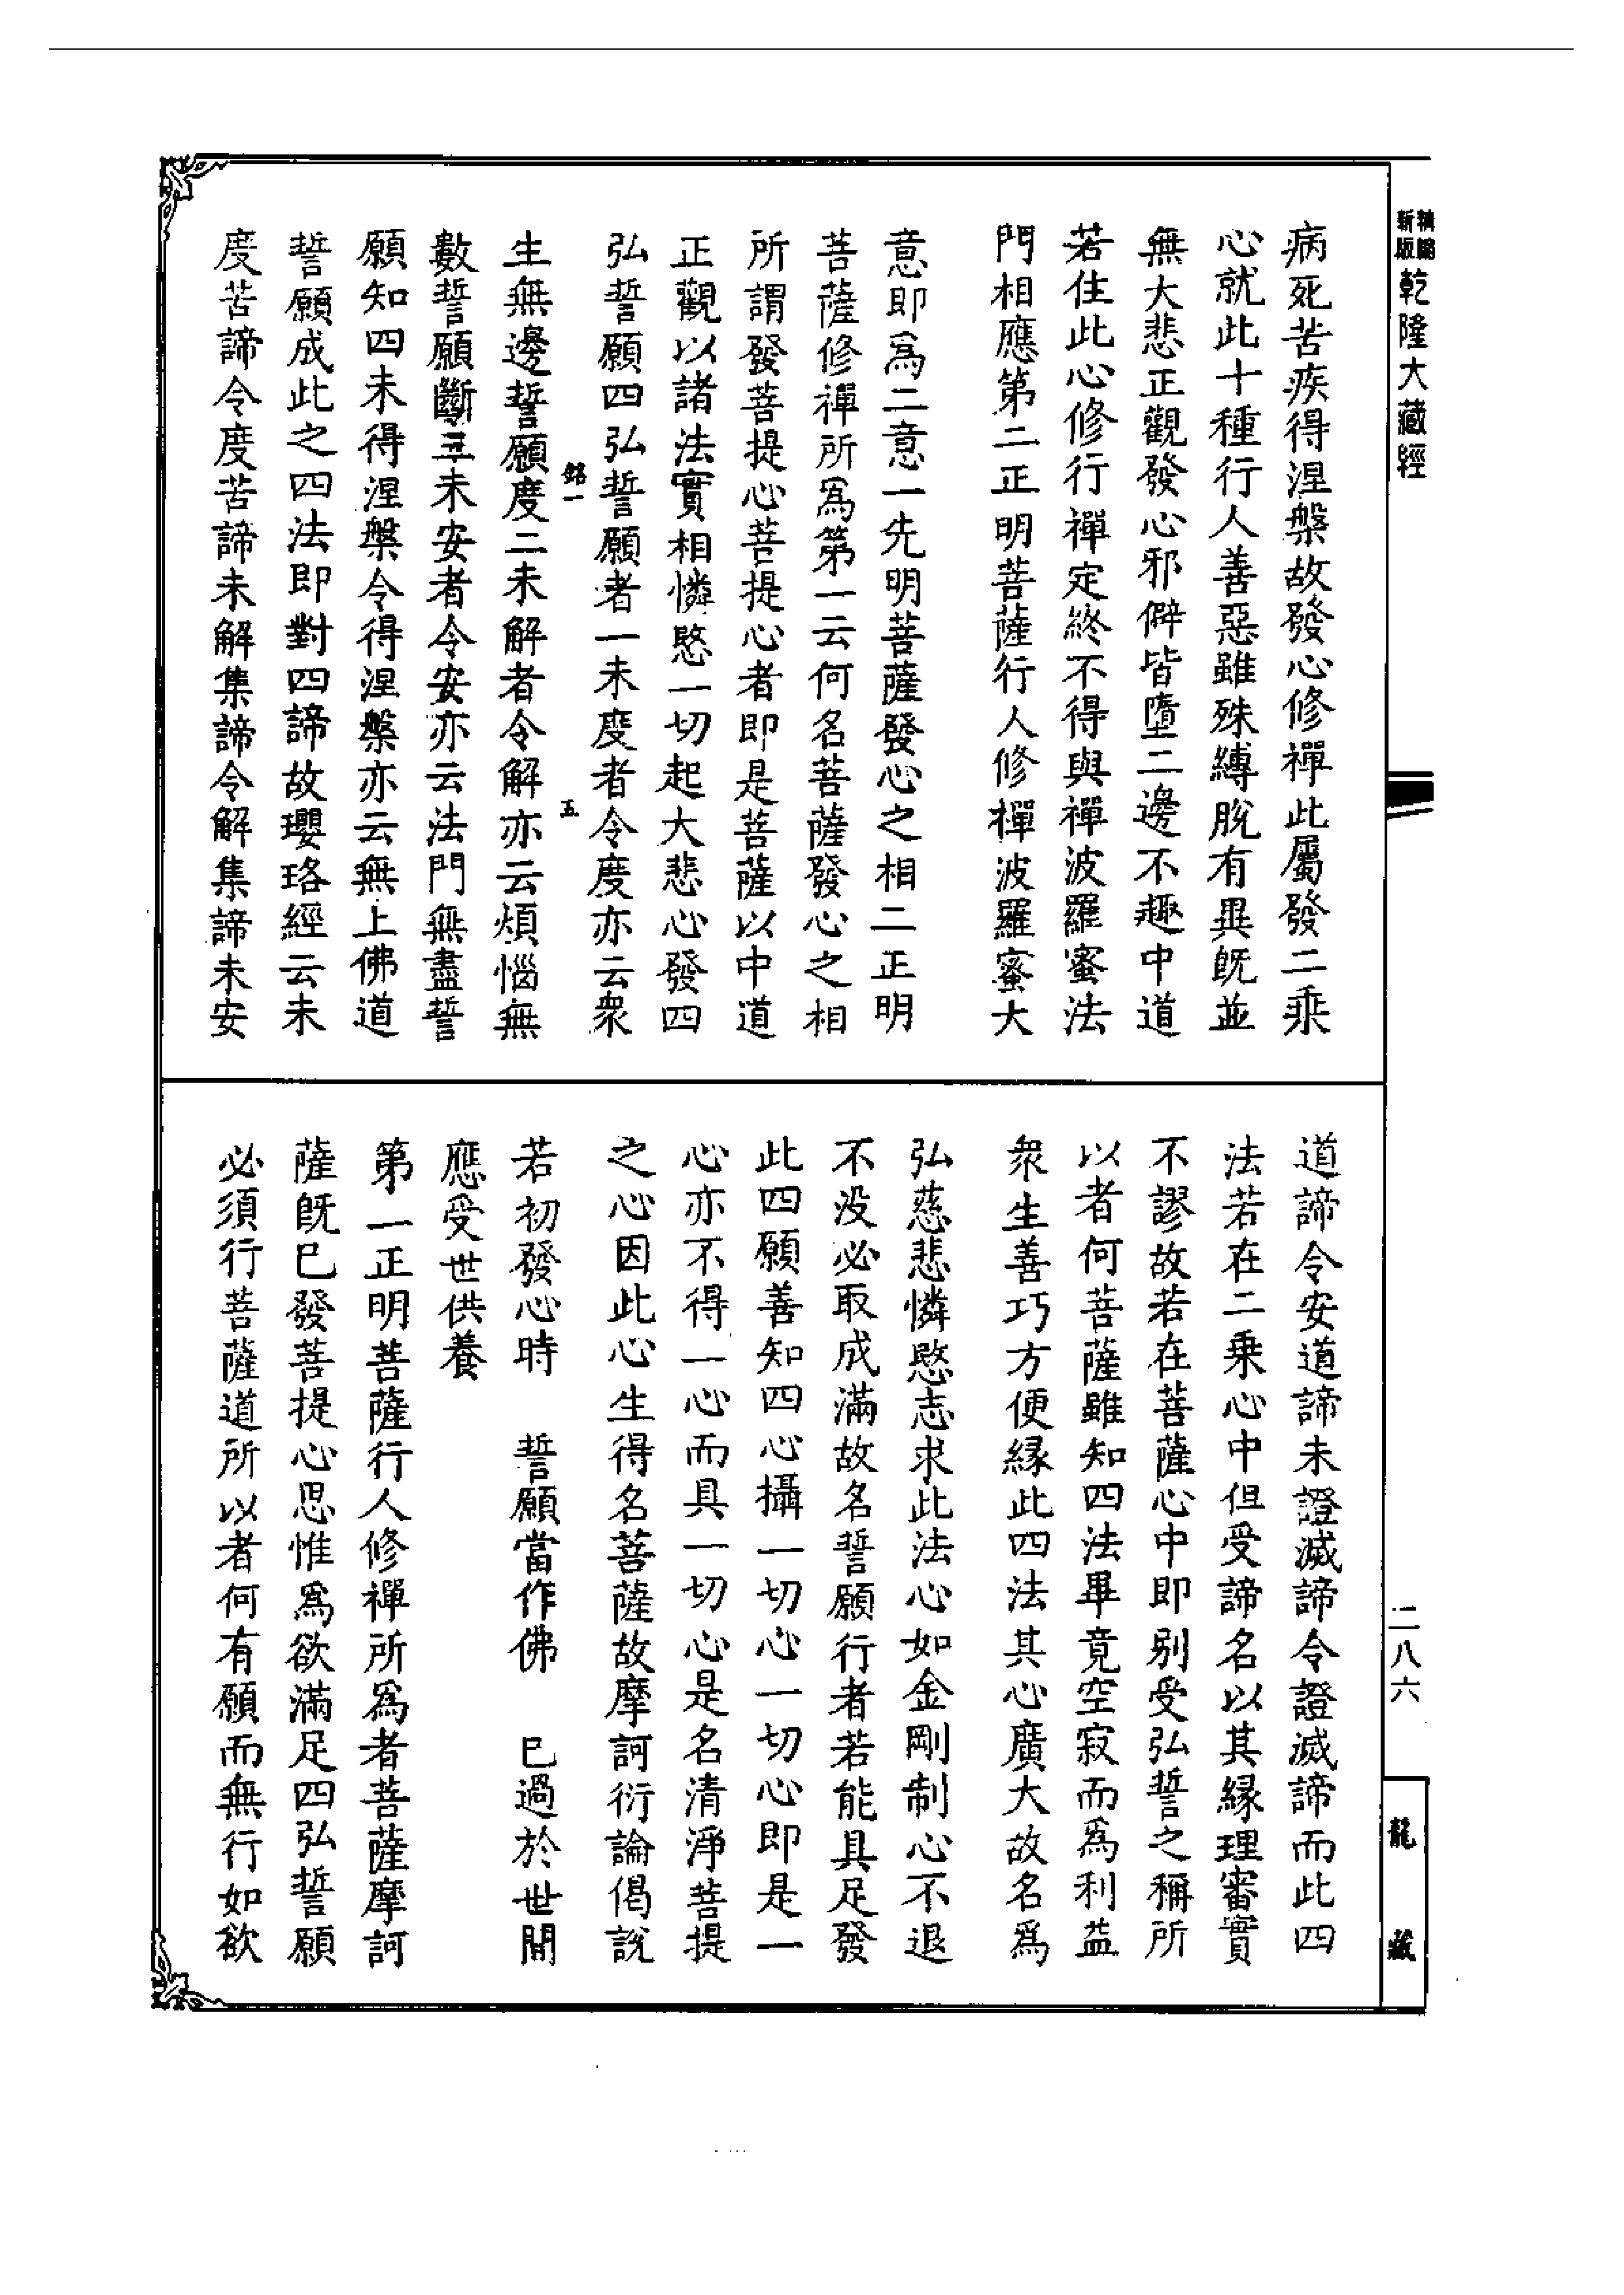 精縮新版
乾隆大藏經
病死苦疾得涅槃故發心修禪此屬發二乘
心就此十種行人善惡雖殊縛脫有異既並
無大悲正觀發心邪僻皆墮二邊不趣中道
若住此心修行禪定終不得與禪波羅蜜法
門相應第二正明菩薩行人修禪波羅蜜大
意即爲二意一先明菩薩發心之相二正明
菩薩修禪所爲第一云何名菩薩發心之相
所謂發菩提心菩提心者即是菩薩以中道
正觀以諸法實相憐愍一切起大悲心發四
弘誓願四弘誓願者一未度者令度亦云衆
銘一
五
生無邊誓願度二未解者令解亦云煩惱無
數誓願斷三未安者令安亦云法門無盡誓
願知四未得涅槃令得涅槃亦云無上佛道
誓願成此之四法即對四諦故瓔珞經云未
度苦諦令度苦諦未解集諦令解集諦未安
道諦令安道諦未證滅諦令證滅諦而此四
法若在二乘心中但受諦名以其緣理審實
不謬故若在菩薩心中即別受弘誓之稱所
以者何菩薩雖知四法畢竟空寂而爲利益
衆生善巧方便緣此四法其心廣大故名爲
弘慈悲憐愍志求此法心如金剛制心不退
不沒必取成滿故名誓願行者若能具足發
此四願善知四心攝一切心一切心即是一
心亦不得一心而具一切心是名清淨菩提
之心因此心生得名菩薩故摩訶衍論偈說
若初發心時　誓願當作佛　已過於世間
應受世供養
第一正明菩薩行人修禪所爲者菩薩摩訶
薩既已發菩提心思惟爲欲滿足四弘誓願
必須行菩薩道所以者何有願而無行如欲
二八六
龍藏